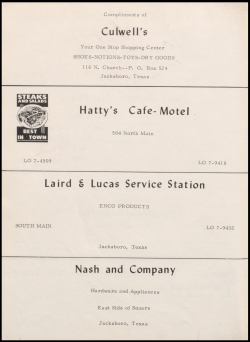 Compliments of
Culwell's
Your One Stop Shopping Center
SHOES-NOTIONS-TOYS-DRY GOODS
116 N. Church--P. O. Box 524
Jacksboro, Texas
STEAKS
AND SALADS
BEST
IN TOWN
Hatty's Cafe-Motel
504 North Main
LO 7-4509
LO 7-9418
Laird & Lucas Service Station
ENCO PRODUCTS
SOUTH MAIN
LO 7-9452
Jacksboro, Texas
Nash and Company
Hardware and Appliances
East Side of Square
Jacksboro, Texas